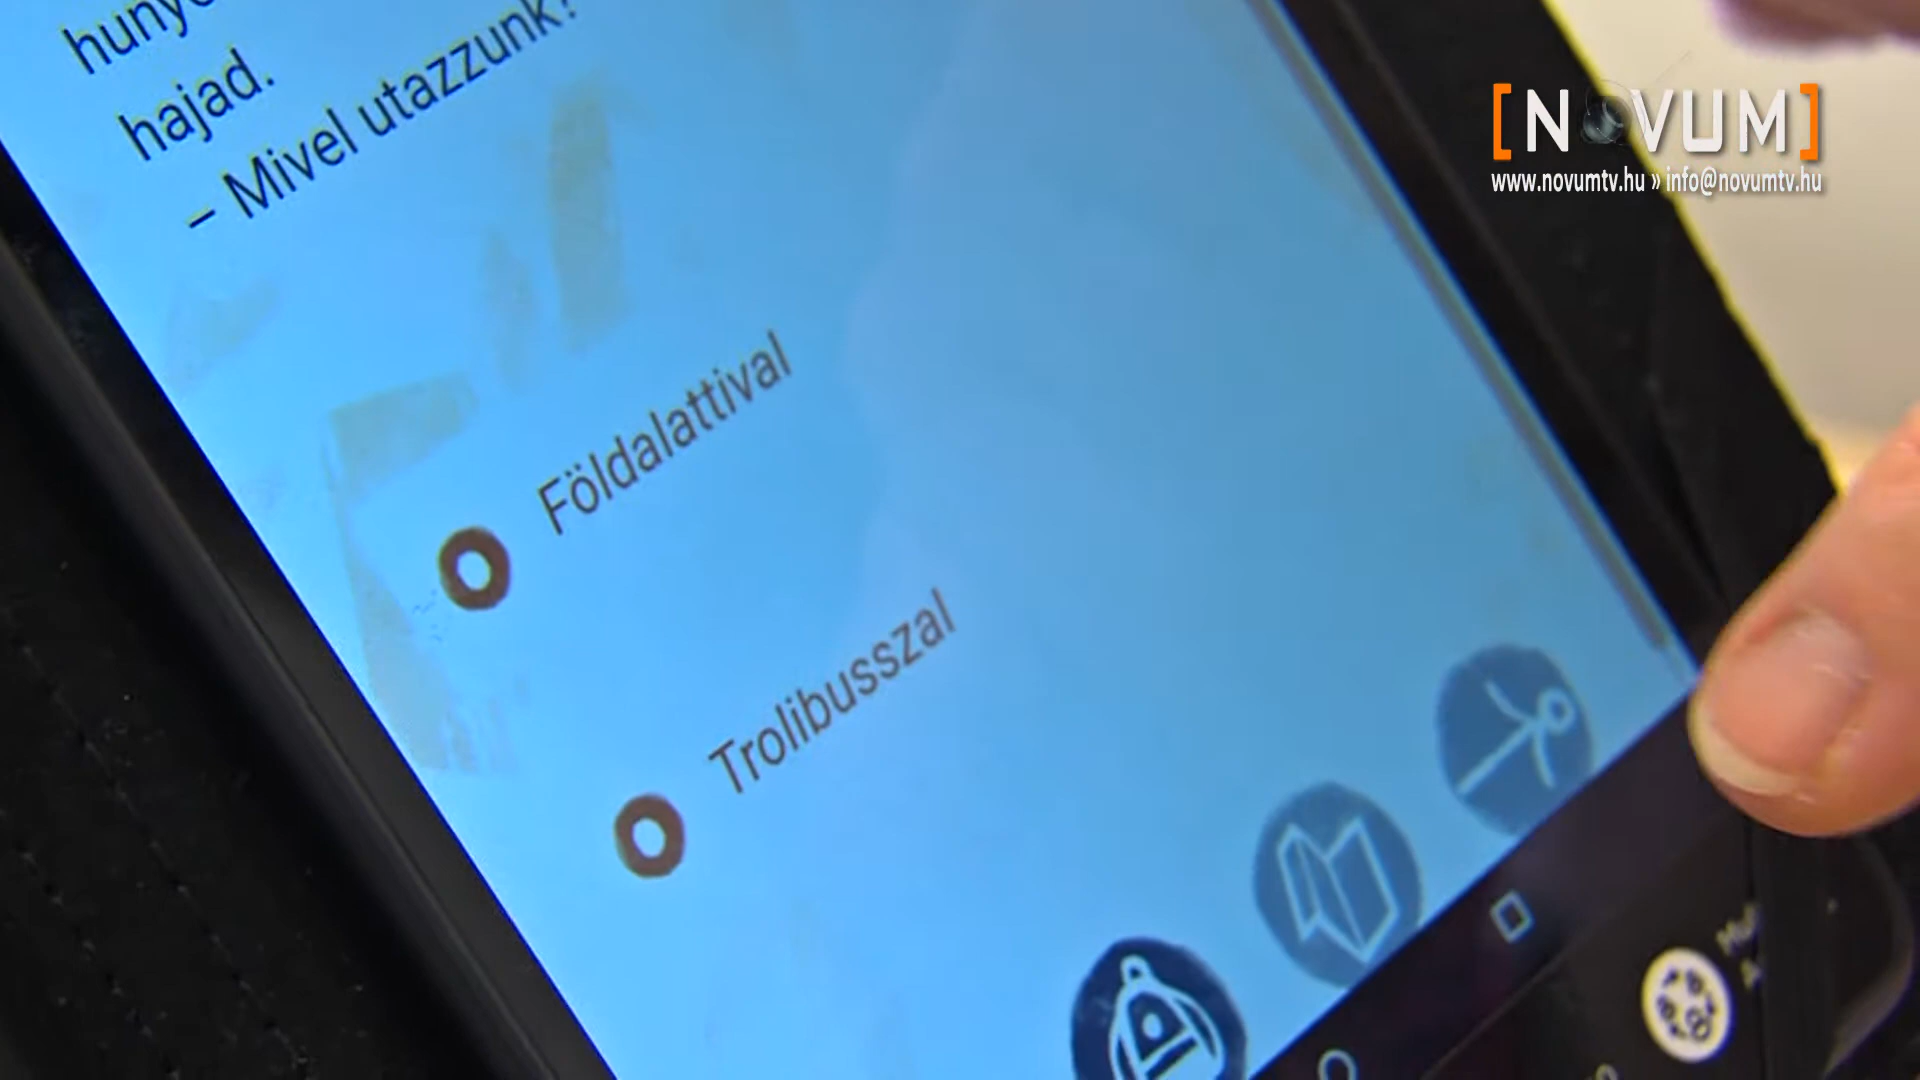 hajad.
– Mivel utazzunk?
Földalattival
Trolibusszal
[NOVUM]
www.novumtv.hu » info@novumtv.hu